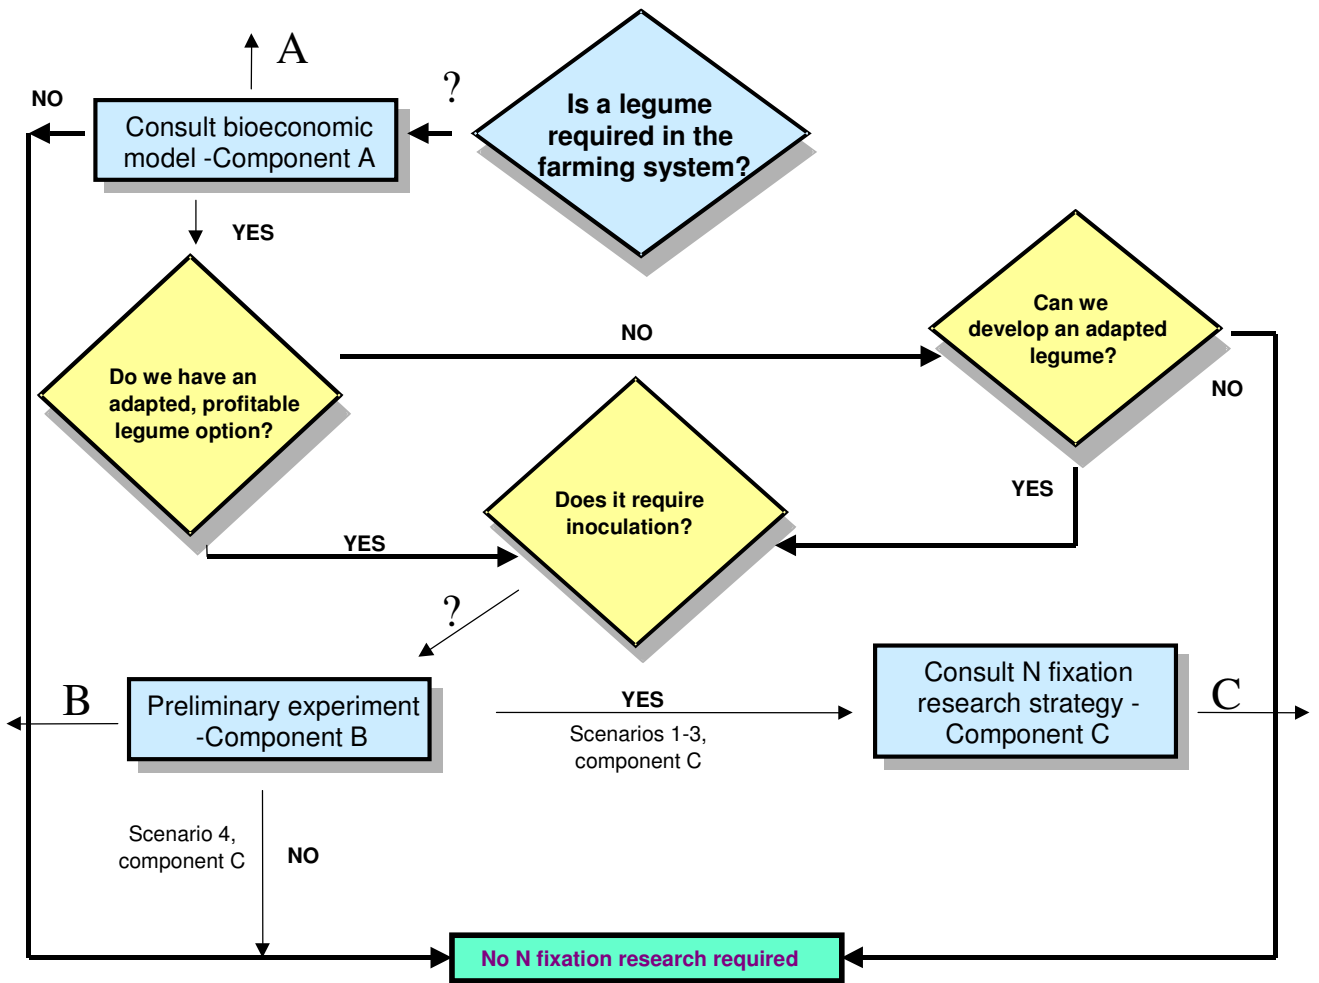 A
?
NO
Is a legume
required in the
farming system?
Consult bioeconomic
model -Component A
YES
Can we
develop an adapted
legume?
NO
NO
Do we have an
adapted, profitable
legume option?
YES
Does it require
inoculation?
YES
?
B
Preliminary experiment
-Component B
YES
Scenarios 1-3,
component C
Consult N fixation
research strategy -
Component C
C
Scenario 4,
component C
NO
No N fixation research required